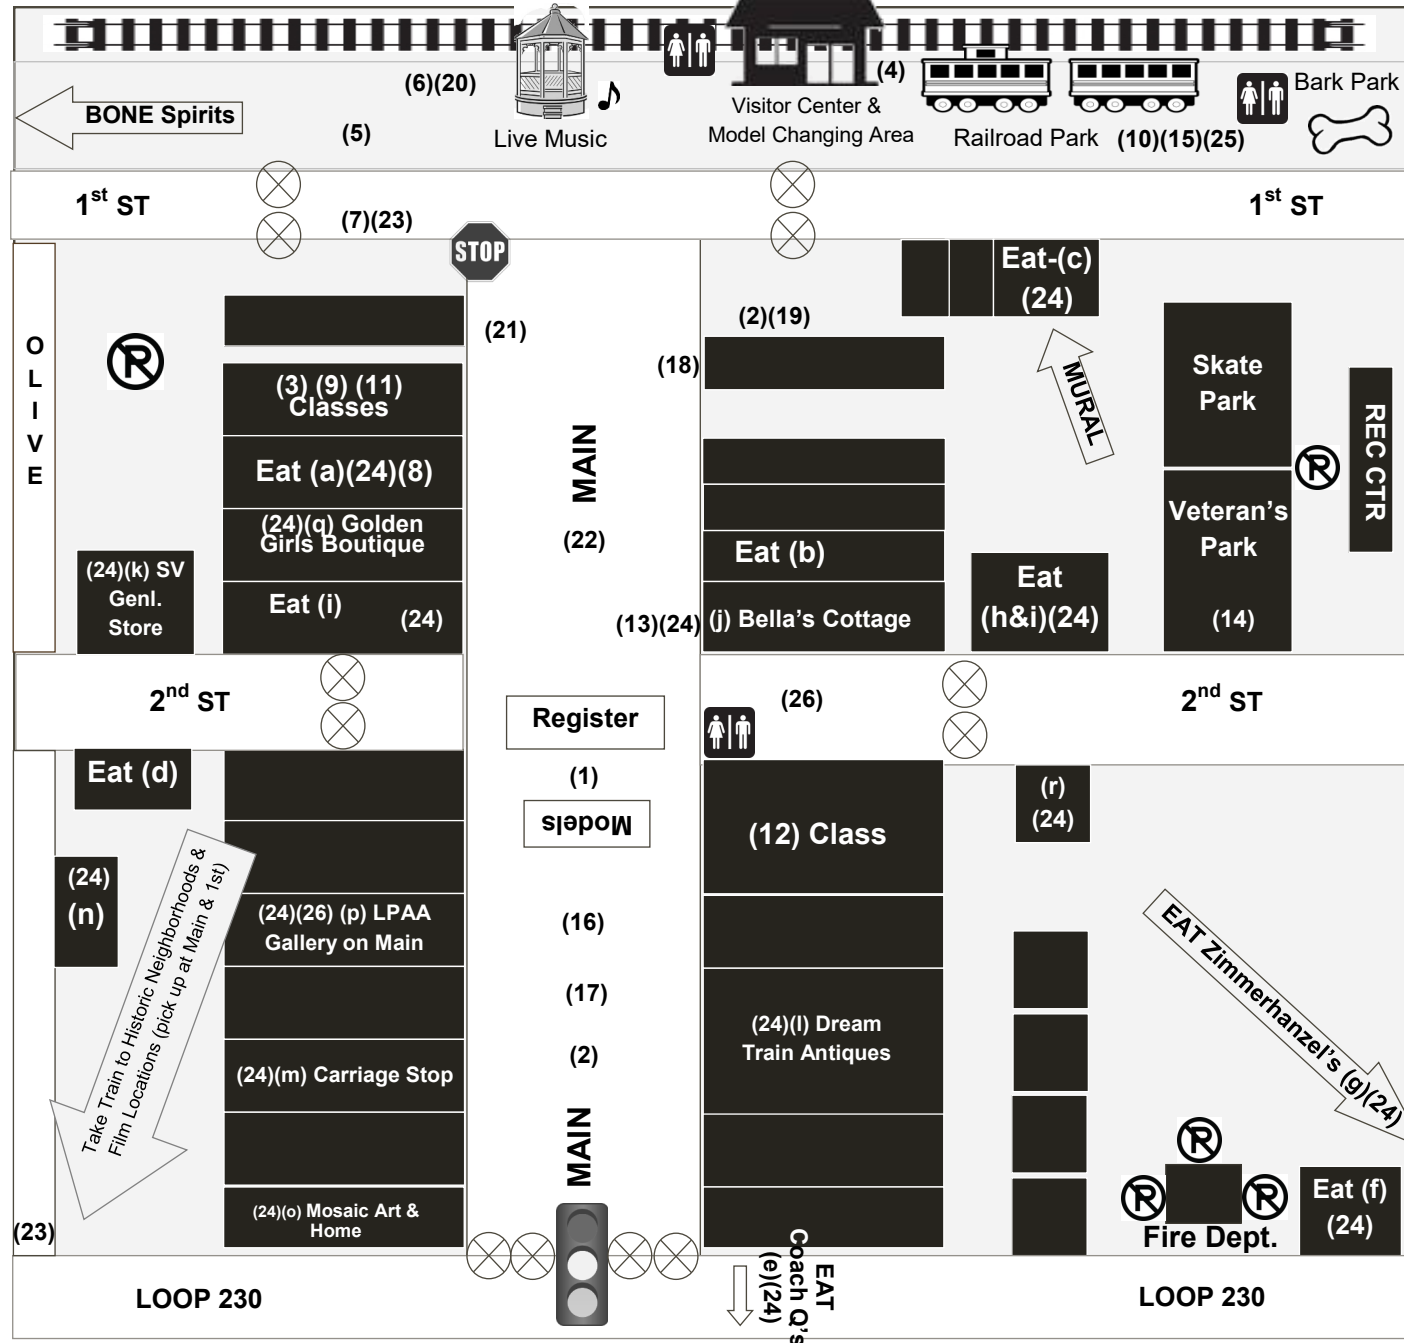 (6)(20)
(4)
Bark Park
BONE Spirits
Visitor Center &
Model Changing Area
(5)
Live Music
Railroad Park (10)(15)(25)
1st ST
1st ST
(7)(23)
STOP
Eat-(c)
(24)
(21)
(2)(19)
(18)
OLIVE
R
MURAL
Skate
Park
(3) (9) (11)
Classes
MAIN
REC CTR
R
Eat (a)(24)(8)
(24)(q) Golden
Girls Boutique
(22)
Eat (b)
Veteran's
Park
(14)
(24)(k) SV
Genl.
Store
Eat (i) (24)
(13)(24)
(j) Bella's Cottage
Eat
(h&i)(24)
2nd ST
Register
(26)
2nd ST
Eat (d)
(1)
Models
(12) Class
(r)
(24)
(24)
(n)
Take Train to Historic Neighborhoods &
Film Locations (pick up at Main & 1st)
(24)(26) (p) LPAA
Gallery on Main
(16)
(17)
(24)(l) Dream
Train Antiques
EAT Zimmerhanzel's (g)(24)
(2)
(24)(m) Carriage Stop
MAIN
R
R
R
Fire Dept.
Eat (f)
(24)
(23)
(24)(o) Mosaic Art &
Home
EAT
Coach Q's
(e)(24)
LOOP 230
LOOP 230